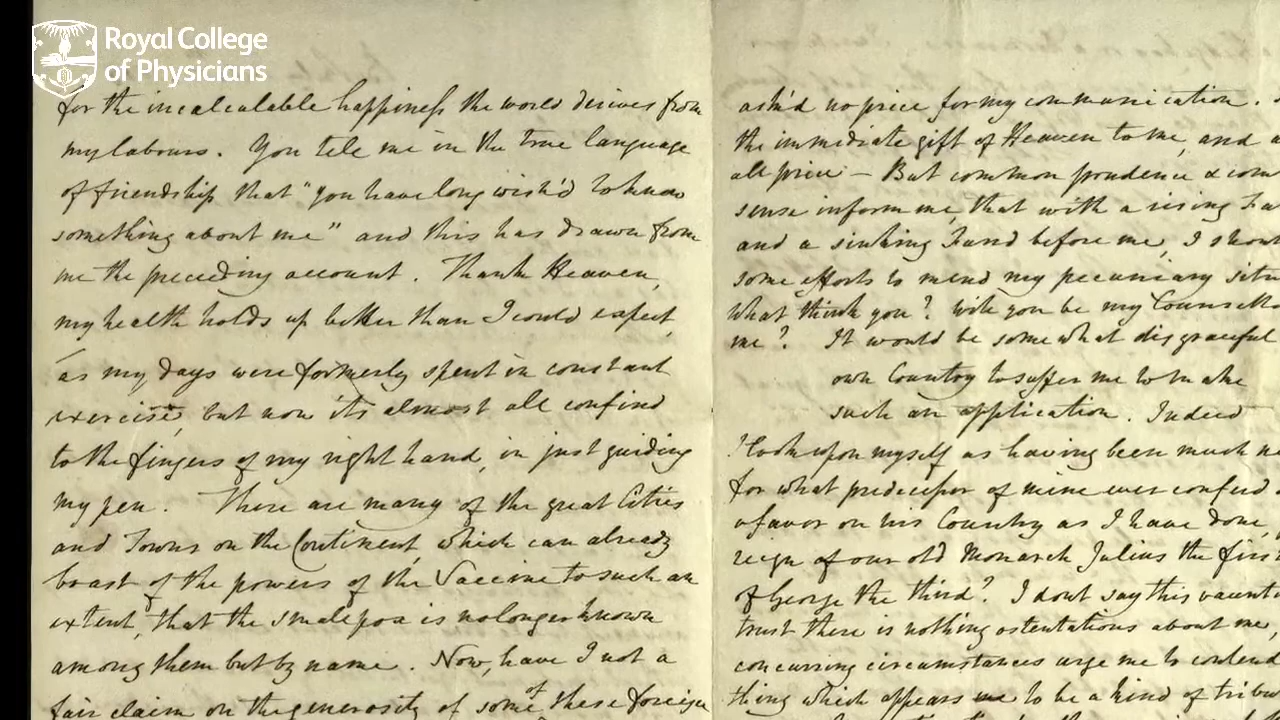 Royal College
of Physicians
for the incalculable happiness the world derives from
my labours. You tell me in the true language
of friendship that "you have long wish'd to know
something about me" and this has drawn from
me the preceding account. Thank Heaven,
my health holds up better than I could expect,
as my days were formerly spent in constant
exercise, but now its almost all confind
to the fingers of my right hand, in just guiding
my pen. There are many of the great Cities
and Towns on the Continent, which can already
boast of the powers of the Vaccine to such an
extent, that the smallpox is no longer known
among them but by name. Now, have I not a
fair claim on the generosity of some of these foreign
ask'd no price for my communication.
the immediate gift of Heaven to me, and
all price — But common prudence & com
sense inform me, that with a rising Fa
and a sinking Fund before me, I shoul
some efforts to mend my pecuniary situ
What think you? Will you be my Counsell
me? It would be somewhat disgraceful
own Country to suffer me to make
such an application. Indeed
I look upon myself as having been much ne
for what predecessor of mine ever conferd
a favor on his Country as I have done,
reign of our old Monarch Julius the first
of George the third? I dont say this vaunti
trust there is nothing ostentatious about me,
concurring circumstances urge me to contend
thing which appears to be a kind of tribu